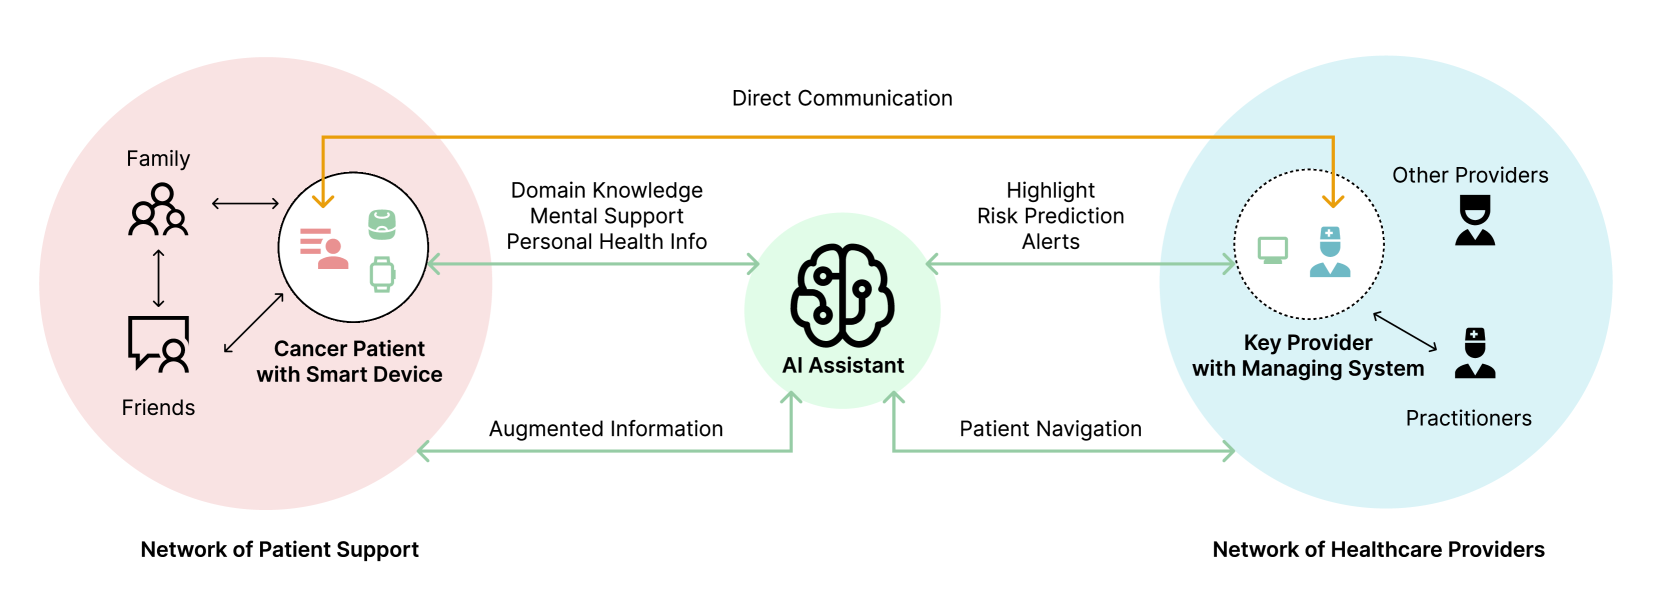 Direct Communication
Family
Domain Knowledge
Mental Support
Personal Health Info
Highlight
Risk Prediction
Alerts
Other Providers
Cancer Patient
with Smart Device
AI Assistant
Key Provider
with Managing System
Friends
Augmented Information
Patient Navigation
Practitioners
Network of Patient Support
Network of Healthcare Providers